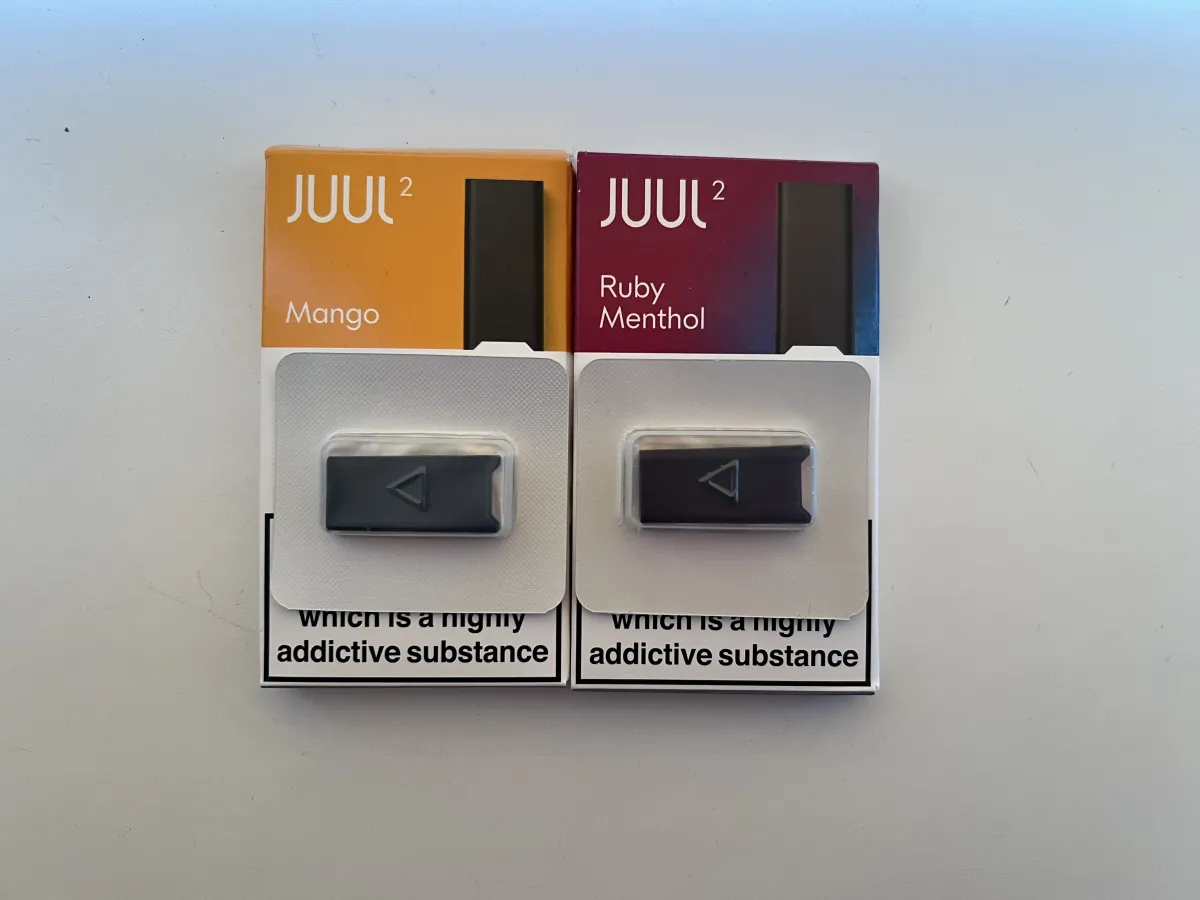 JUUL2
Mango
which is a highly
addictive substance
JUUL2
Ruby
Menthol
which is a highly
addictive substance